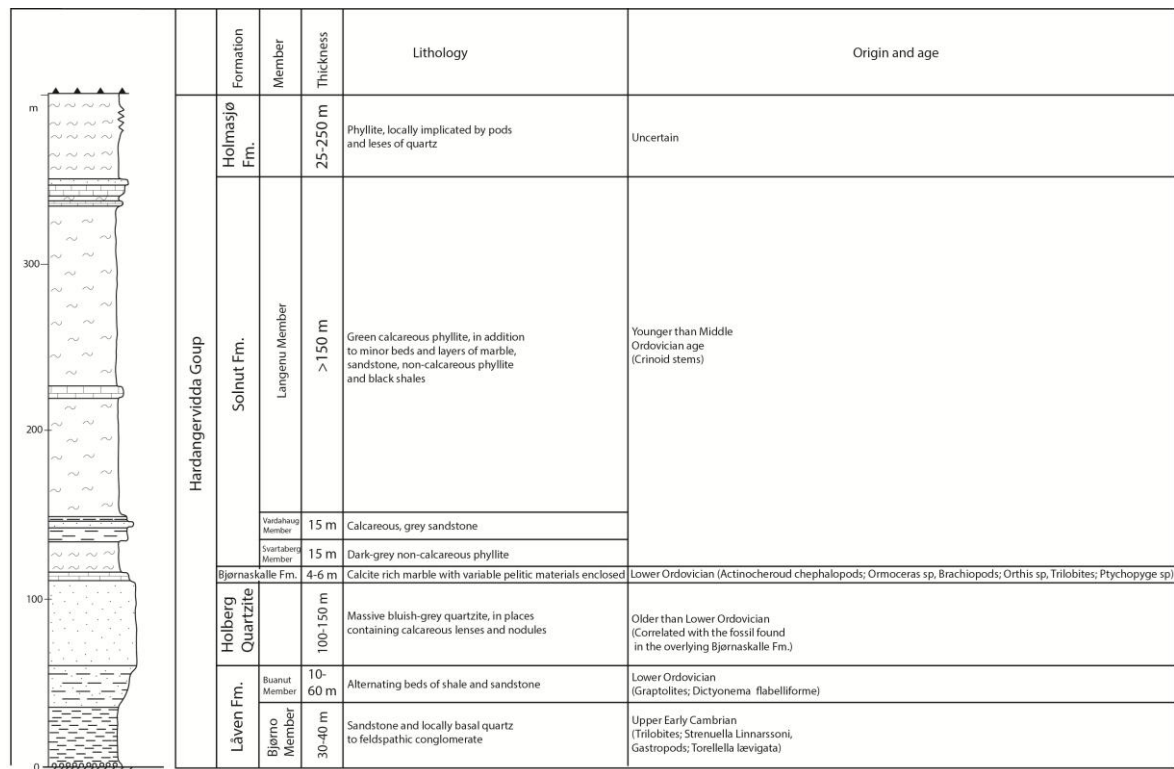 Formation
Member
Thickness
Lithology
Origin and age
m
300
200
100
0
Hardangervidda Goup
Holmasjø
Fm.
25-250 m
Phyllite, locally implicated by pods
and leses of quartz
Uncertain
Solnut Fm.
Langenu Member
>150 m
Green calcareous phyllite, in addition
to minor beds and layers of marble,
sandstone, non-calcareous phyllite
and black shales
Younger than Middle
Ordovician age
(Crinoid stems)
Vardahaug
Member
15 m
Calcareous, grey sandstone
Svartaberg
Member
15 m
Dark-grey non-calcareous phyllite
Bjørnaskalle Fm.
4-6 m
Calcite rich marble with variable pelitic materials enclosed
Lower Ordovician (Actinocheroud chephalopods; Ormoceras sp, Brachiopods; Orthis sp, Trilobites; Ptychopyge sp)
Holberg
Quartzite
100-150 m
Massive bluish-grey quartzite, in places
containing calcareous lenses and nodules
Older than Lower Ordovician
(Correlated with the fossil found
in the overlying Bjørnaskalle Fm.)
Låven Fm.
Buanut
Member
10-
60 m
Alternating beds of shale and sandstone
Lower Ordovician
(Graptolites; Dictyonema flabelliforme)
Bjørno
Member
30-40 m
Sandstone and locally basal quartz
to feldspathic conglomerate
Upper Early Cambrian
(Trilobites; Strenuella Linnarssoni,
Gastropods; Torellella lævigata)